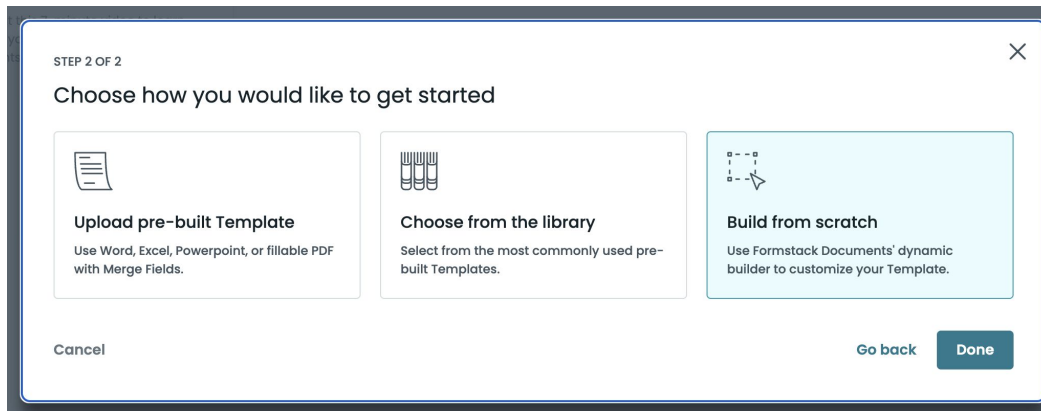 STEP 2 OF 2
Choose how you would like to get started
Upload pre-built Template
Use Word, Excel, Powerpoint, or fillable PDF
with Merge Fields.
Choose from the library
Select from the most commonly used pre-
built Templates.
Build from scratch
Use Formstack Documents' dynamic
builder to customize your Template.
Cancel
Go back
Done